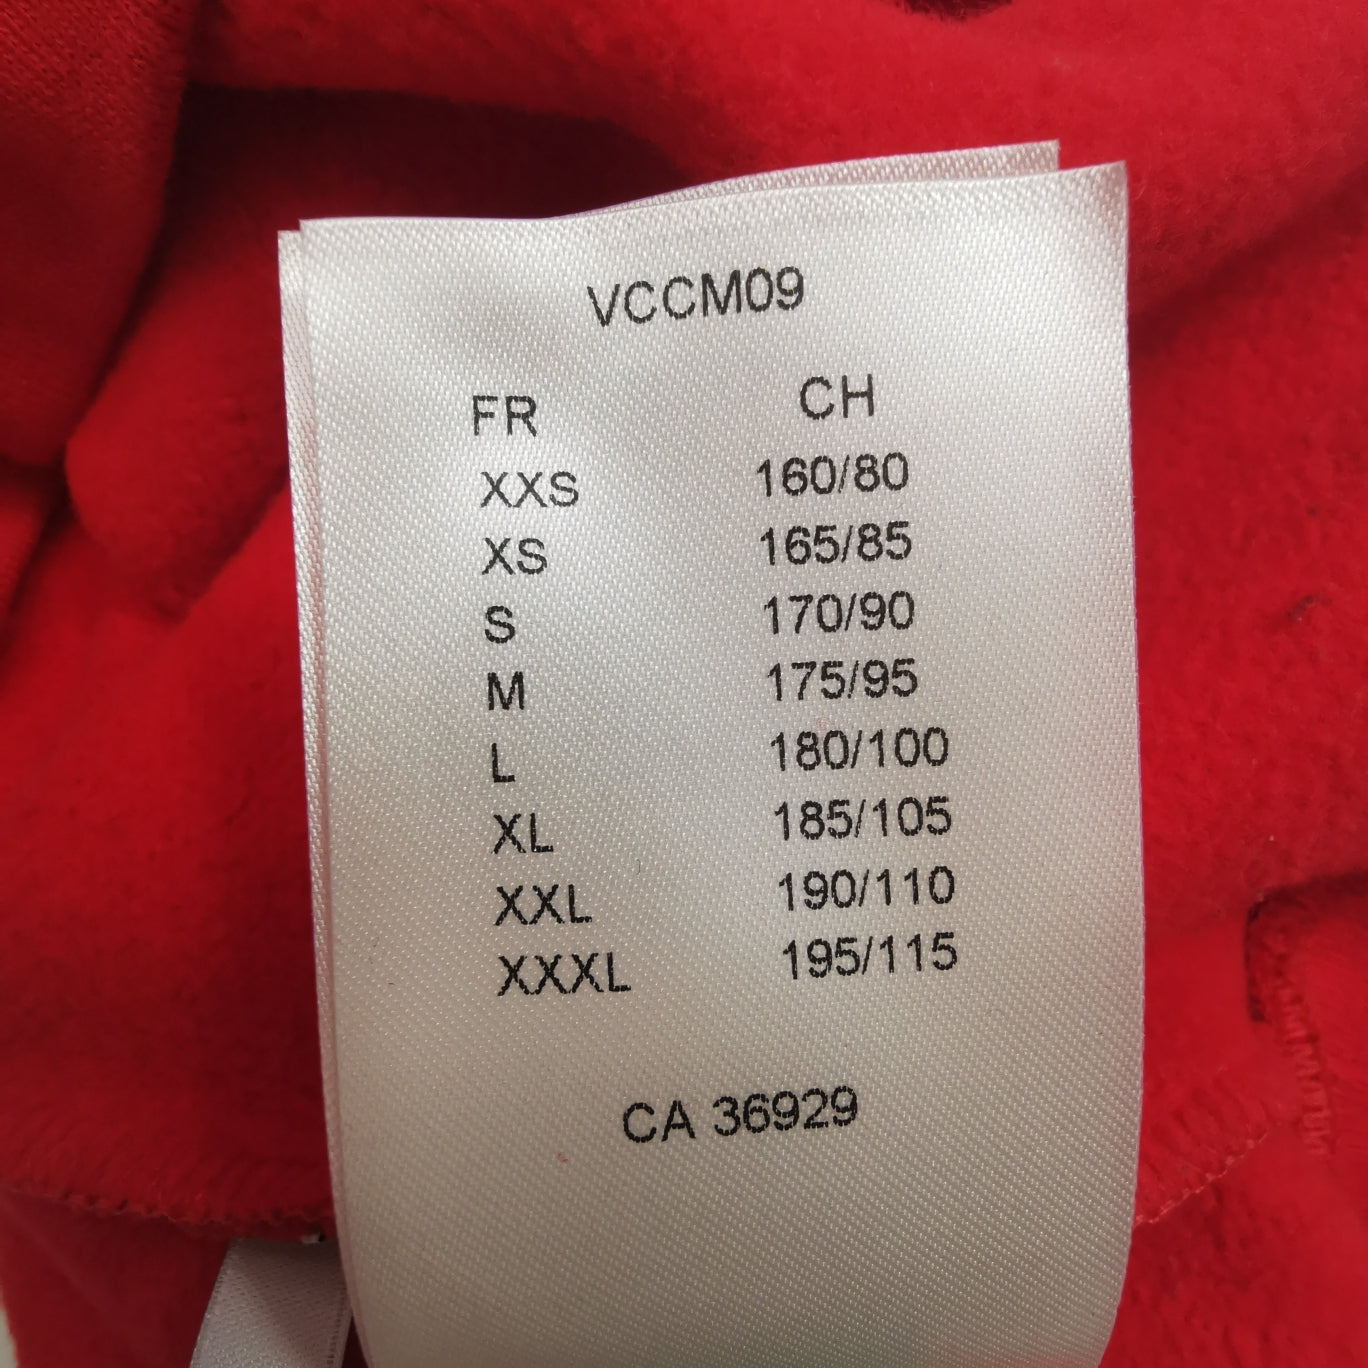 VCCM09
FR CH
XXS 160/80
XS 165/85
S 170/90
M 175/95
L 180/100
XL 185/105
XXL 190/110
XXXL 195/115
CA 36929